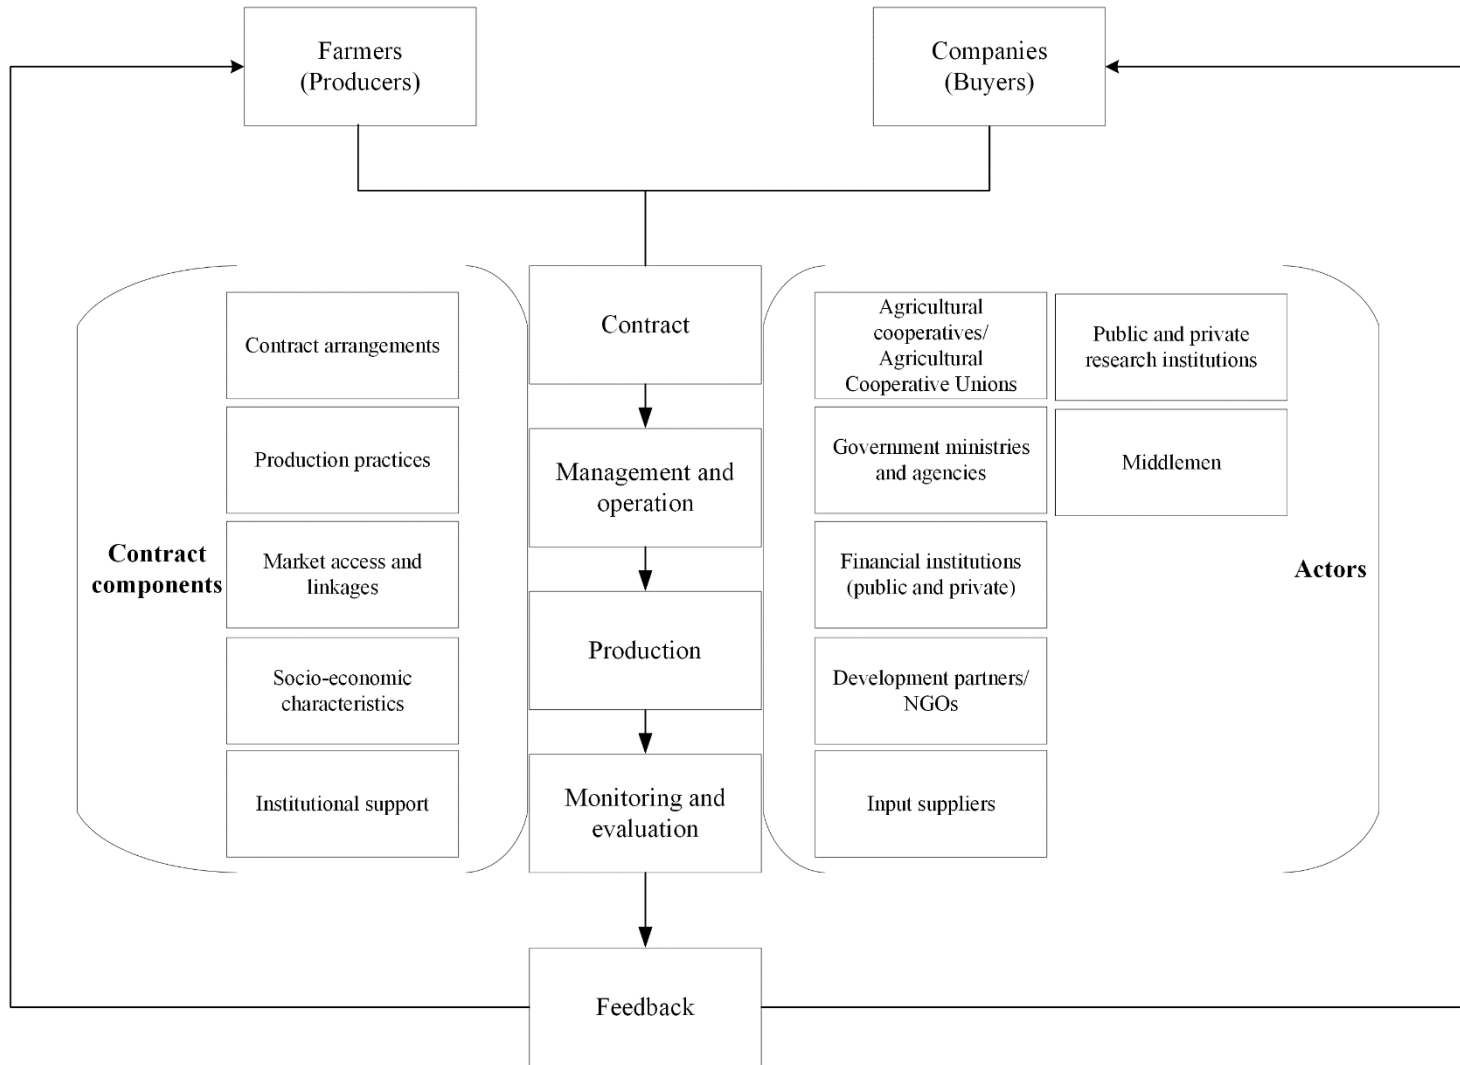 Farmers
(Producers)
Companies
(Buyers)
Contract
components
Contract arrangements
Production practices
Market access and
linkages
Socio-economic
characteristics
Institutional support
Contract
Management and
operation
Production
Monitoring and
evaluation
Feedback
Agricultural
cooperatives/
Agricultural
Cooperative Unions
Government ministries
and agencies
Financial institutions
(public and private)
Development partners/
NGOs
Input suppliers
Public and private
research institutions
Middlemen
Actors